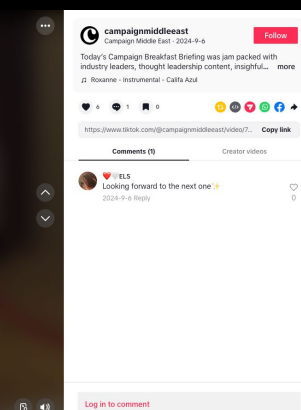 campaignmiddleeast
Campaign Middle East · 2024-9-6
Follow
Today's Campaign Breakfast Briefing was jam packed with
industry leaders, thought leadership content, insightful... more
♫ Roxanne - Instrumental - Califa Azul
6 1 0
https://www.tiktok.com/@campaignmiddleeast/video/7... Copy link
Comments (1) Creator videos
❤️🤍ELS
Looking forward to the next one✨
2024-9-6 Reply
0
Log in to comment